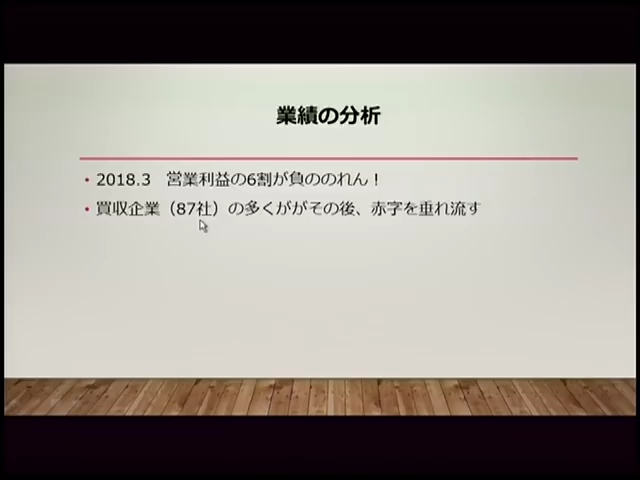 業績の分析
• 2018.3　営業利益の6割が負ののれん！
• 買収企業（87社）の多くががその後、赤字を垂れ流す